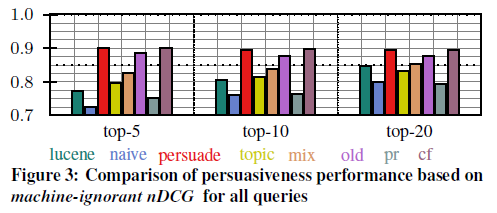 1.0
0.9
0.8
0.7
top-5 top-10 top-20
lucene naive persuade topic mix old pr cf
Figure 3: Comparison of persuasiveness performance based on
machine-ignorant nDCG for all queries